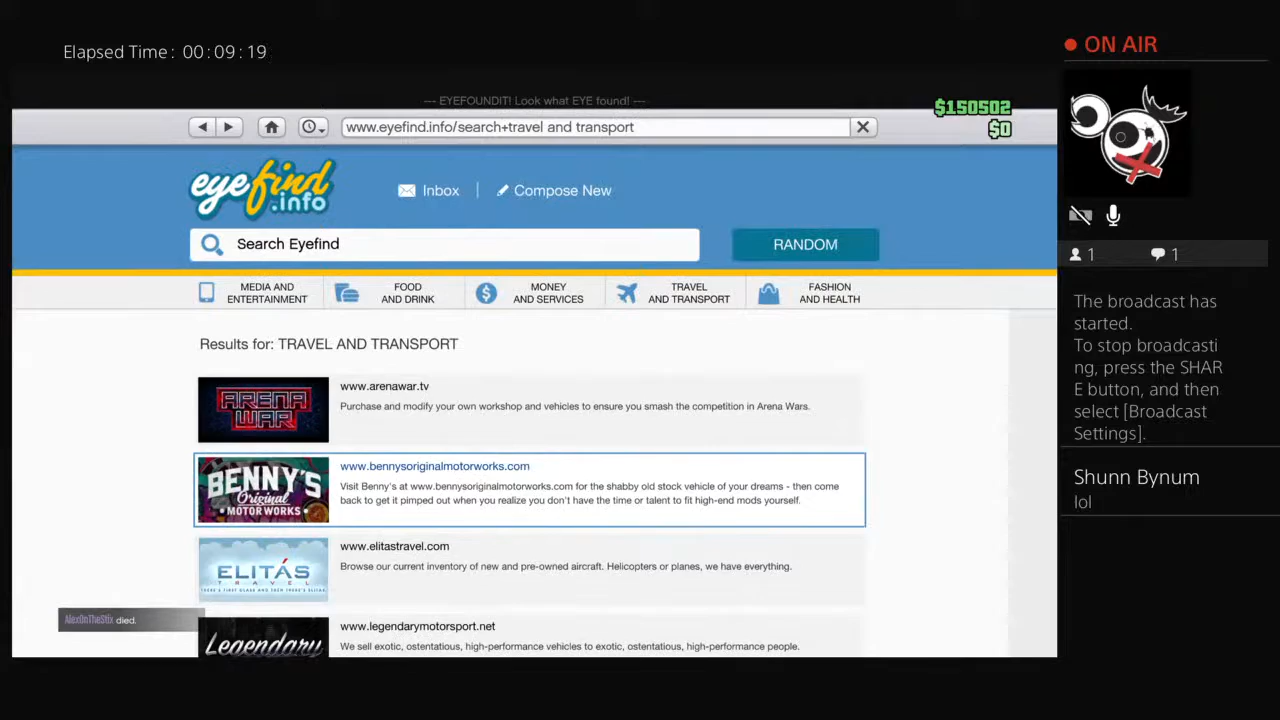 Elapsed Time: 00:09:19
ON AIR
--- EYEFOUNDIT! Look what EYE found! ---
$150502
$0
www.eyefind.info/search+travel and transport
eyefind
.info
Inbox
Compose New
Search Eyefind
RANDOM
MEDIA AND
ENTERTAINMENT
FOOD
AND DRINK
MONEY
AND SERVICES
TRAVEL
AND TRANSPORT
FASHION
AND HEALTH
Results for: TRAVEL AND TRANSPORT
ARENA
WAR
www.arenawar.tv
Purchase and modify your own workshop and vehicles to ensure you smash the competition in Arena Wars.
BENNY'S
Original
MOTOR WORKS
www.bennysoriginalmotorworks.com
Visit Benny's at www.bennysoriginalmotorworks.com for the shabby old stock vehicle of your dreams - then come
back to get it pimped out when you realize you don't have the time or talent to fit high-end mods yourself.
ELITÁS
TRAVEL
THERE'S FIRST CLASS AND THEN THERE'S ELITÁS
www.elitastravel.com
Browse our current inventory of new and pre-owned aircraft. Helicopters or planes, we have everything.
Legendary
www.legendarymotorsport.net
We sell exotic, ostentatious, high-performance vehicles to exotic, ostentatious, high-performance people.
AlexOnTheStix died.
1
1
The broadcast has
started.
To stop broadcasti
ng, press the SHAR
E button, and then
select [Broadcast
Settings].
Shunn Bynum
lol